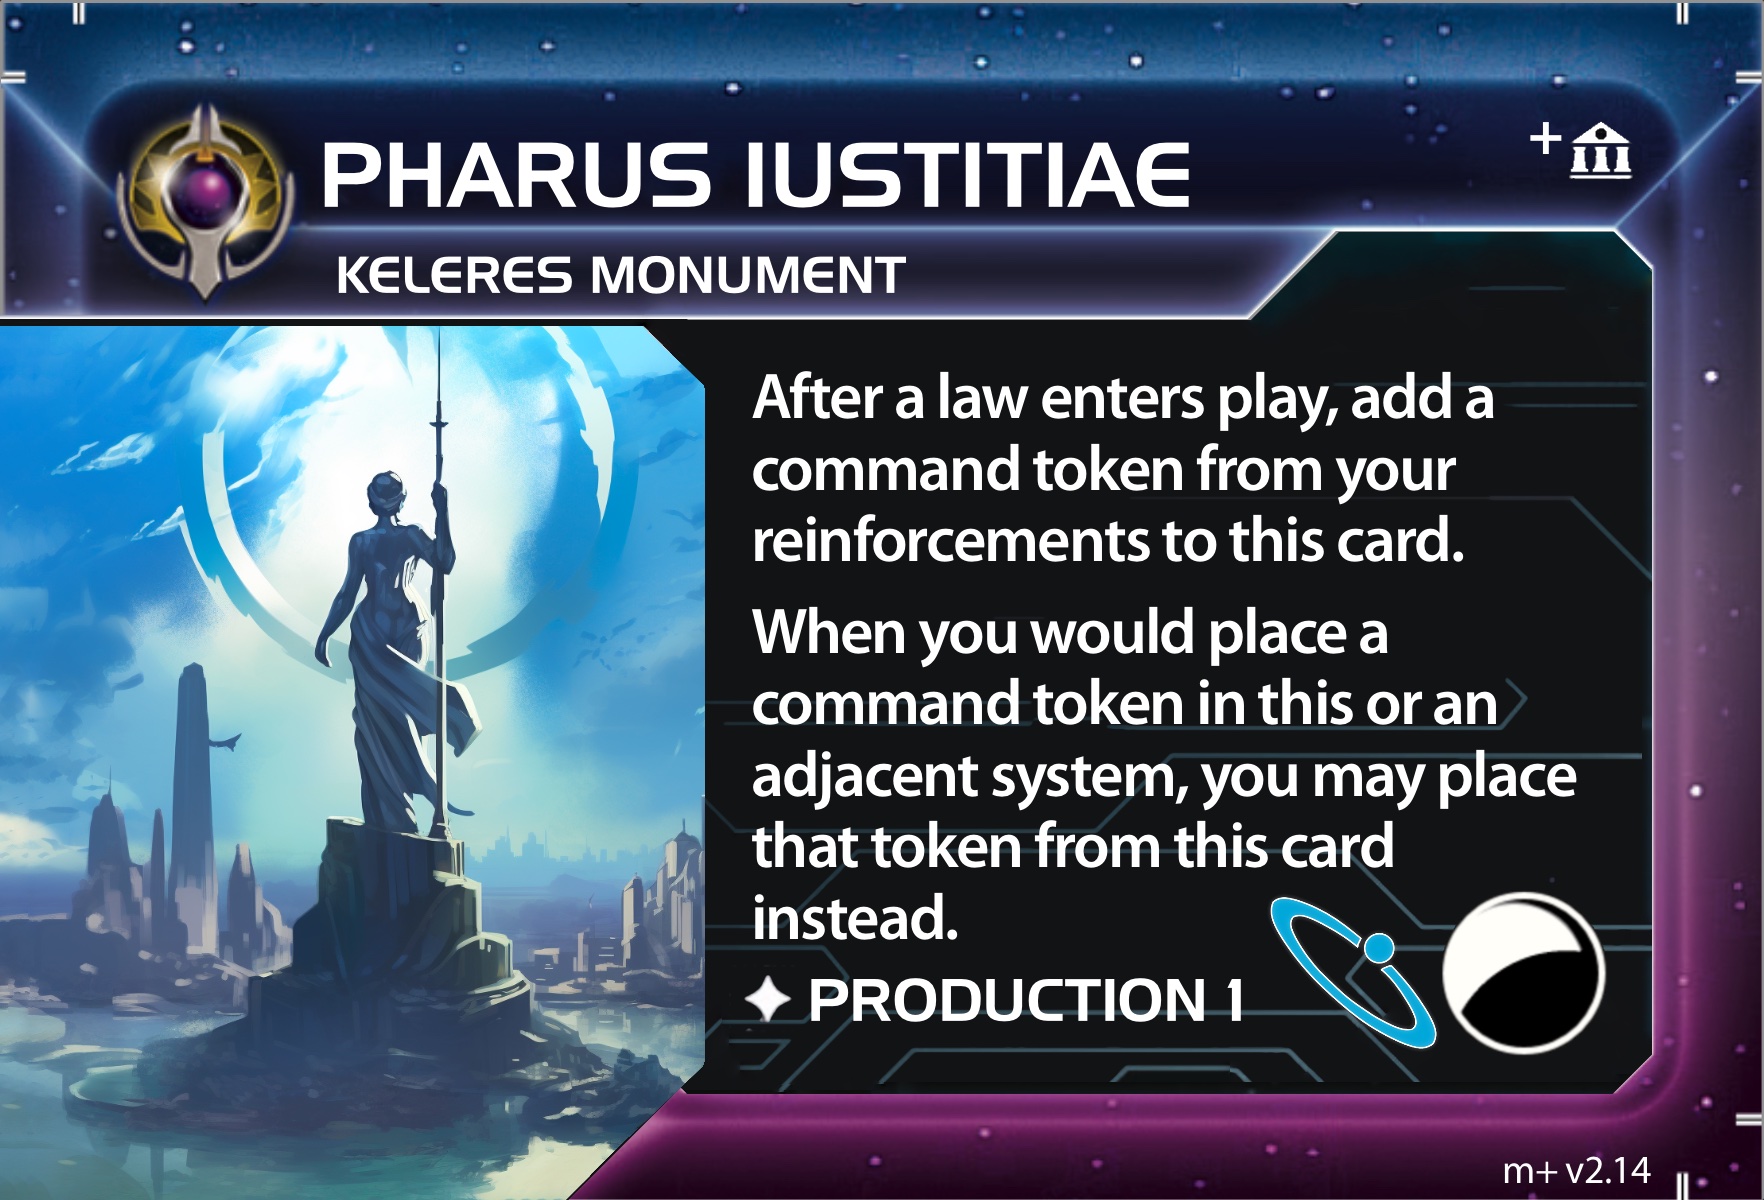 PHARUS IUSTITIAE
+
KELERES MONUMENT
After a law enters play, add a
command token from your
reinforcements to this card.
When you would place a
command token in this or an
adjacent system, you may place
that token from this card
instead.
PRODUCTION 1
m+ v2.14